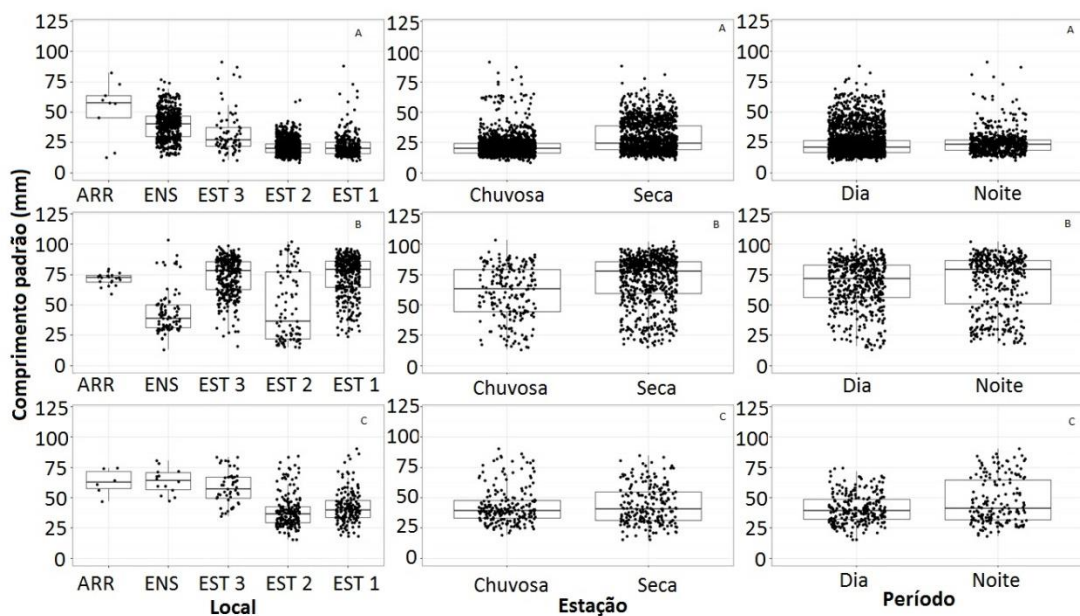 Comprimento padrão (mm)
125 100 75 50 25 0 A ARR ENS EST 3 EST 2 EST 1
125 100 75 50 25 0 A Chuvosa Seca
125 100 75 50 25 0 A Dia Noite
125 100 75 50 25 0 B ARR ENS EST 3 EST 2 EST 1
125 100 75 50 25 0 B Chuvosa Seca
125 100 75 50 25 0 B Dia Noite
125 100 75 50 25 0 C ARR ENS EST 3 EST 2 EST 1
125 100 75 50 25 0 C Chuvosa Seca
125 100 75 50 25 0 C Dia Noite
Local Estação Período